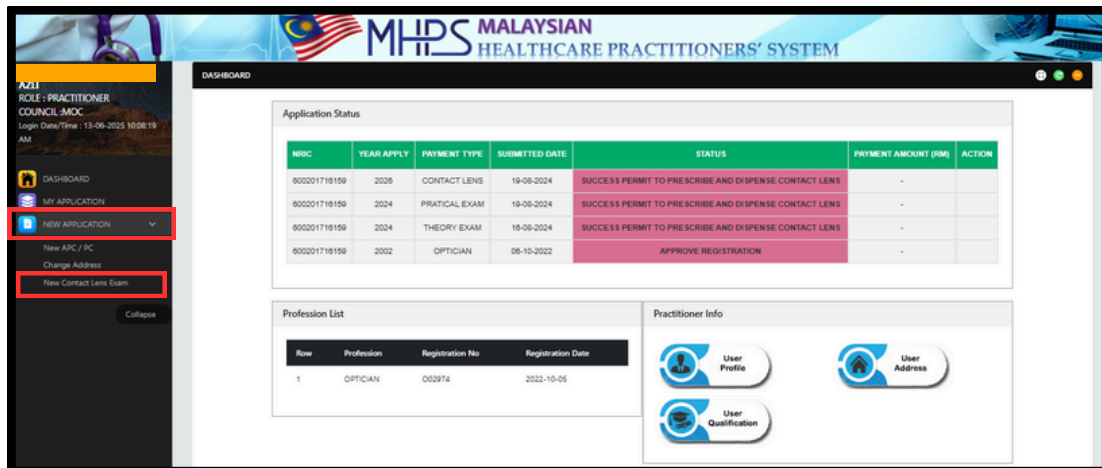 MHPS MALAYSIAN
HEALTHCARE PRACTITIONERS' SYSTEM
AZLI
ROLE : PRACTITIONER
COUNCIL :MOC
Login Date/Time : 13-06-2025 10:08:19
AM
DASHBOARD
MY APPLICATION
NEW APPLICATION
New APC / PC
Change Address
New Contact Lens Exam
Collapse
DASHBOARD
Application Status
NRIC YEAR APPLY PAYMENT TYPE SUBMITTED DATE STATUS PAYMENT AMOUNT (RM) ACTION
600201716159 2026 CONTACT LENS 19-08-2024 SUCCESS PERMIT TO PRESCRIBE AND DISPENSE CONTACT LENS -
600201716159 2024 PRATICAL EXAM 19-08-2024 SUCCESS PERMIT TO PRESCRIBE AND DISPENSE CONTACT LENS -
600201716159 2024 THEORY EXAM 16-08-2024 SUCCESS PERMIT TO PRESCRIBE AND DISPENSE CONTACT LENS -
600201716159 2002 OPTICIAN 06-10-2022 APPROVE REGISTRATION -
Profession List
Row Profession Registration No Registration Date
1 OPTICIAN O02974 2022-10-05
Practitioner Info
User
Profile
User
Address
User
Qualification